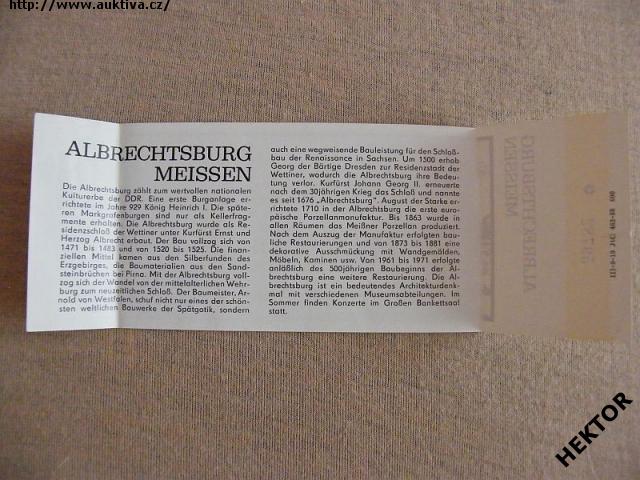 http://www.auktiva.cz/
ALBRECHTSBURG
MEISSEN
Die Albrechtsburg zählt zum wertvollen nationalen
Kulturerbe der DDR. Eine erste Burganlage er-
richtete im Jahre 929 König Heinrich I. Die späte-
ren Markgrafenburgen sind nur als Kellerfrag-
mente erhalten. Die Albrechtsburg wurde als Re-
sidenzschloß der Wettiner unter Kurfürst Ernst und
Herzog Albrecht erbaut. Der Bau vollzog sich von
1471 bis 1483 und von 1520 bis 1525. Die finan-
ziellen Mittel kamen aus den Silberfunden des
Erzgebirges, die Baumaterialien aus den Sand-
steinbrüchen bei Pirna. Mit der Albrechtsburg voll-
zog sich der Wandel von der mittelalterlichen Wehr-
burg zum neuzeitlichen Schloß. Der Baumeister, Ar-
nold von Westfalen, schuf nicht nur eines der schön-
sten weltlichen Bauwerke der Spätgotik, sondern
auch eine wegweisende Bauleistung für den Schloß-
bau der Renaissance in Sachsen. Um 1500 erhob
Georg der Bärtige Dresden zur Residenzstadt der
Wettiner, wodurch die Albrechtsburg ihre Bedeu-
tung verlor. Kurfürst Johann Georg II. erneuerte
nach dem 30jährigen Krieg das Schloß und nannte
es seit 1676 „Albrechtsburg". August der Starke er-
richtete 1710 in der Albrechtsburg die erste euro-
päische Porzellanmanufaktur. Bis 1863 wurde in
allen Räumen das Meißner Porzellan produziert.
Nach dem Auszug der Manufaktur erfolgten bau-
liche Restaurierungen und von 1873 bis 1881 eine
dekorative Ausschmückung mit Wandgemälden,
Möbeln, Kaminen usw. Von 1961 bis 1971 erfolgte
anläßlich des 500jährigen Baubeginns der Al-
brechtsburg eine weitere Restaurierung. Die Al-
brechtsburg ist ein bedeutendes Architekturdenk-
mal mit verschiedenen Museumsabteilungen. Im
Sommer finden Konzerte im Großen Bankettsaal
statt.
HEKTOR